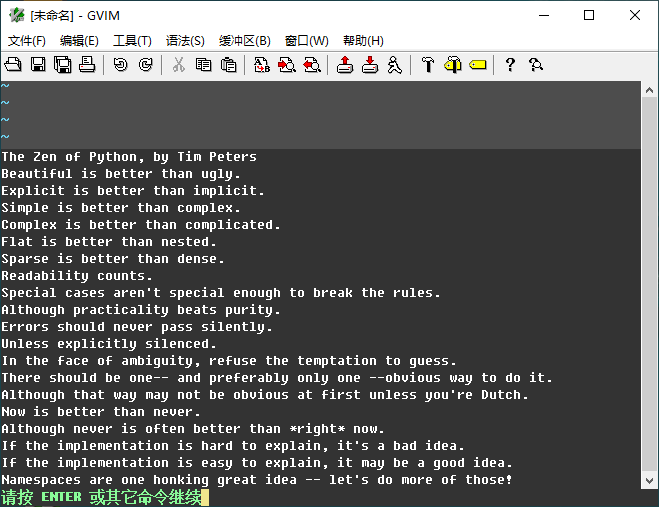 [未命名] - GVIM
文件(F) 编辑(E) 工具(T) 语法(S) 缓冲区(B) 窗口(W) 帮助(H)
~
~
~
~
The Zen of Python, by Tim Peters
Beautiful is better than ugly.
Explicit is better than implicit.
Simple is better than complex.
Complex is better than complicated.
Flat is better than nested.
Sparse is better than dense.
Readability counts.
Special cases aren't special enough to break the rules.
Although practicality beats purity.
Errors should never pass silently.
Unless explicitly silenced.
In the face of ambiguity, refuse the temptation to guess.
There should be one-- and preferably only one --obvious way to do it.
Although that way may not be obvious at first unless you're Dutch.
Now is better than never.
Although never is often better than *right* now.
If the implementation is hard to explain, it's a bad idea.
If the implementation is easy to explain, it may be a good idea.
Namespaces are one honking great idea -- let's do more of those!
请按 ENTER 或其它命令继续